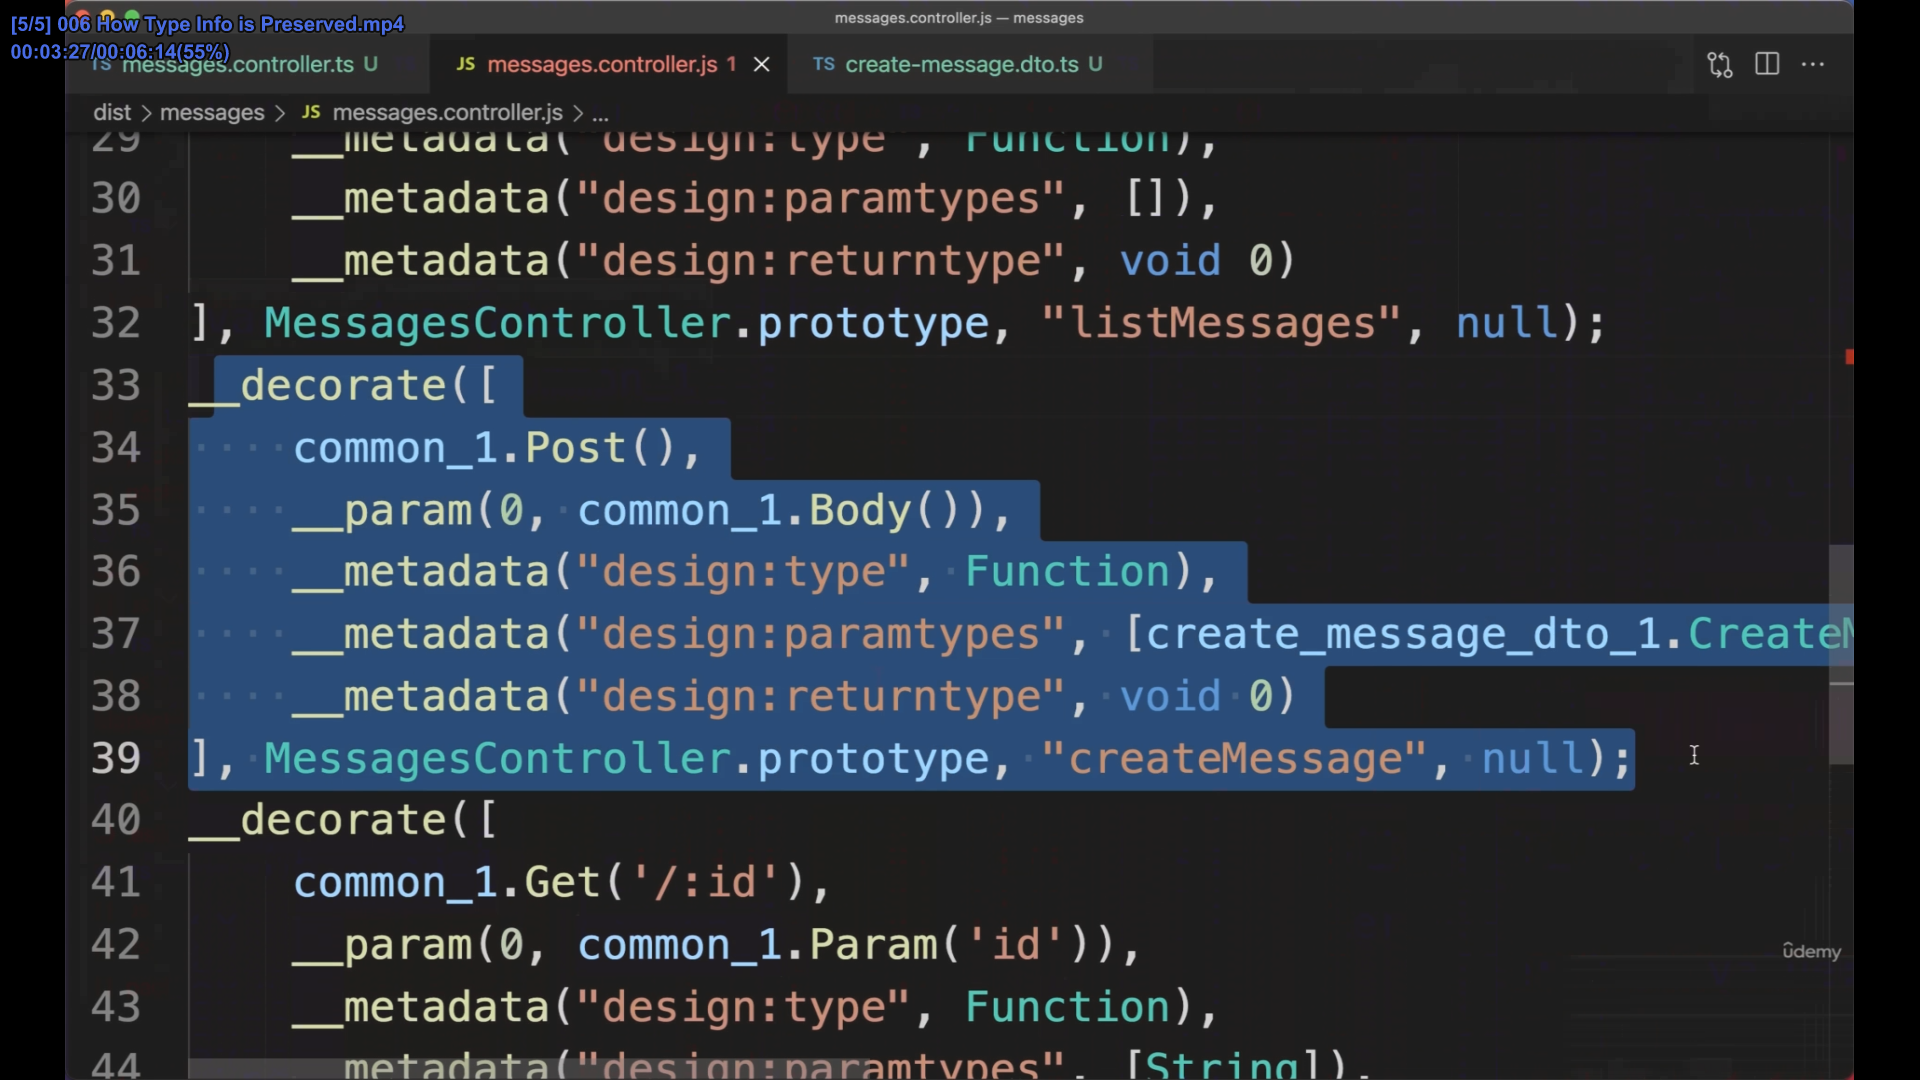 [5/5] 006 How Type Info is Preserved.mp4
00:03:27/00:06:14(55%)
messages.controller.js — messages
TS messages.controller.ts U
JS messages.controller.js 1
TS create-message.dto.ts U
dist > messages > JS messages.controller.js > ...
29 __metadata("design:type", Function),
30 __metadata("design:paramtypes", []),
31 __metadata("design:returntype", void 0)
32 ], MessagesController.prototype, "listMessages", null);
33 __decorate([
34 common_1.Post(),
35 __param(0, common_1.Body()),
36 __metadata("design:type", Function),
37 __metadata("design:paramtypes", [create_message_dto_1.CreateM
38 __metadata("design:returntype", void 0)
39 ], MessagesController.prototype, "createMessage", null);
40 __decorate([
41 common_1.Get('/:id'),
42 __param(0, common_1.Param('id')),
43 __metadata("design:type", Function),
44 __metadata("design:paramtypes", [String]),
ûdemy